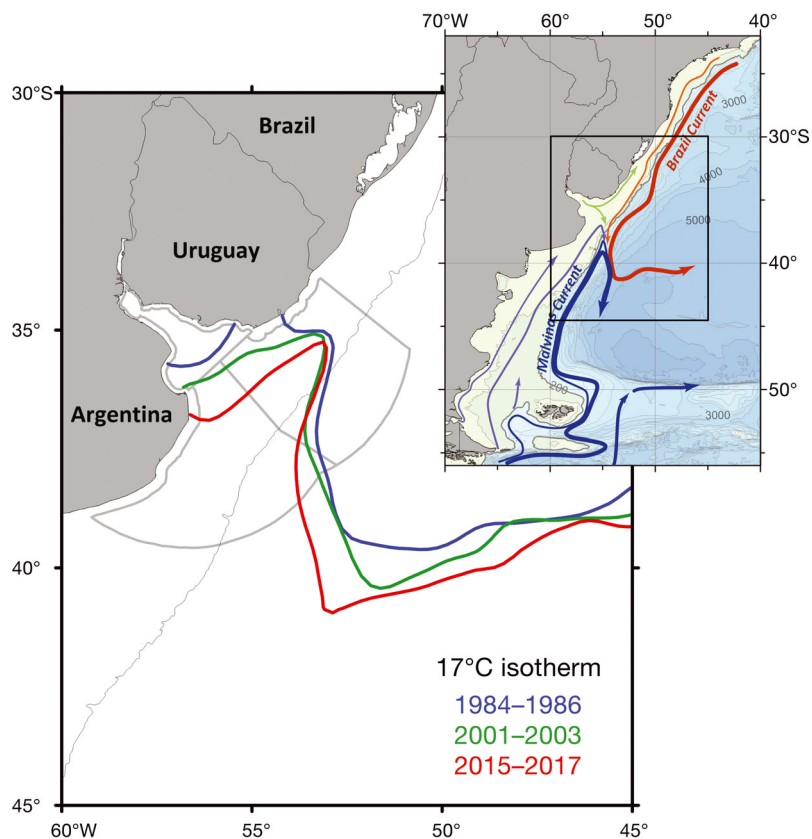 70°W 60° 50° 40°
30°S
Brazil
Uruguay
35°
Argentina
40°
45°
60°W 55° 50° 45°
3000
30°S
Brazil Current
4000
5000
40°
Malvinas Current
200
50°
3000
17°C isotherm
1984–1986
2001–2003
2015–2017